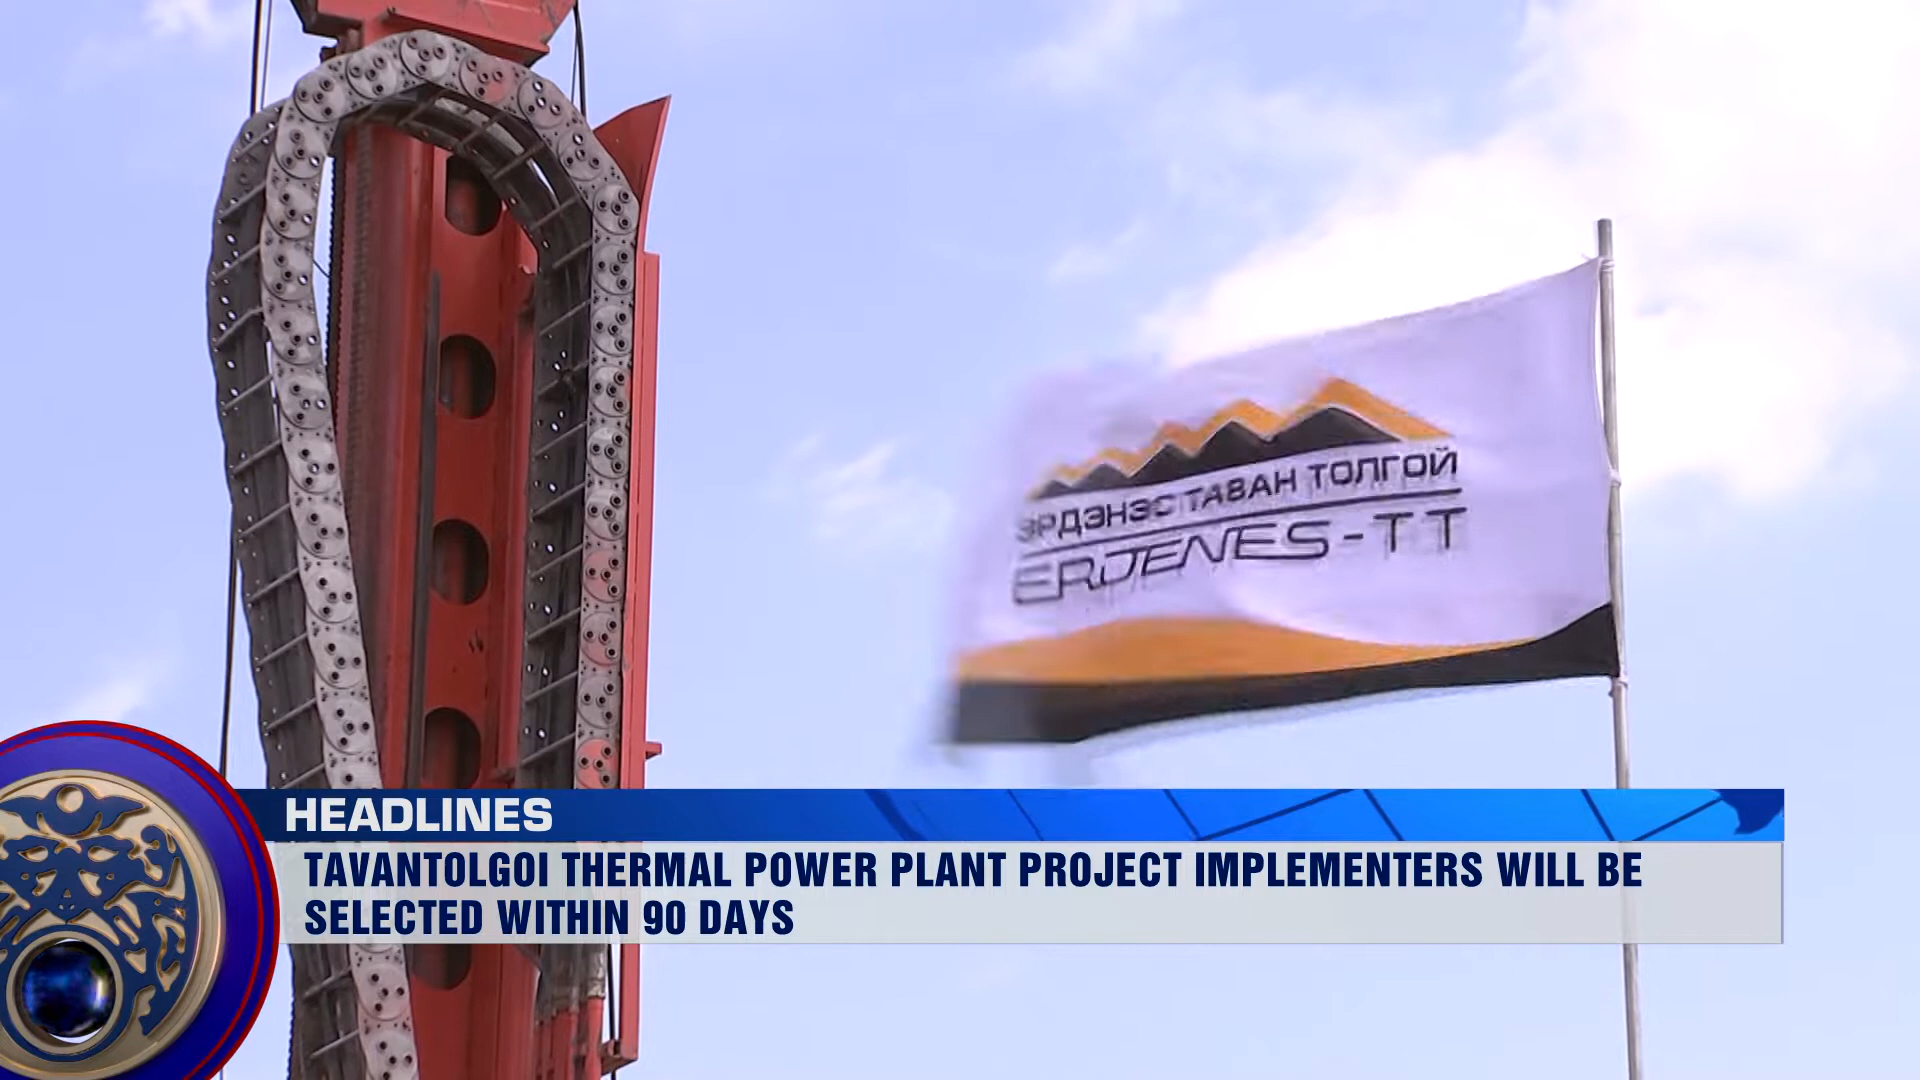 ЭРДЭНЭС ТАВАН ТОЛГОЙ
ERDENES-TT
HEADLINES
TAVANTOLGOI THERMAL POWER PLANT PROJECT IMPLEMENTERS WILL BE
SELECTED WITHIN 90 DAYS